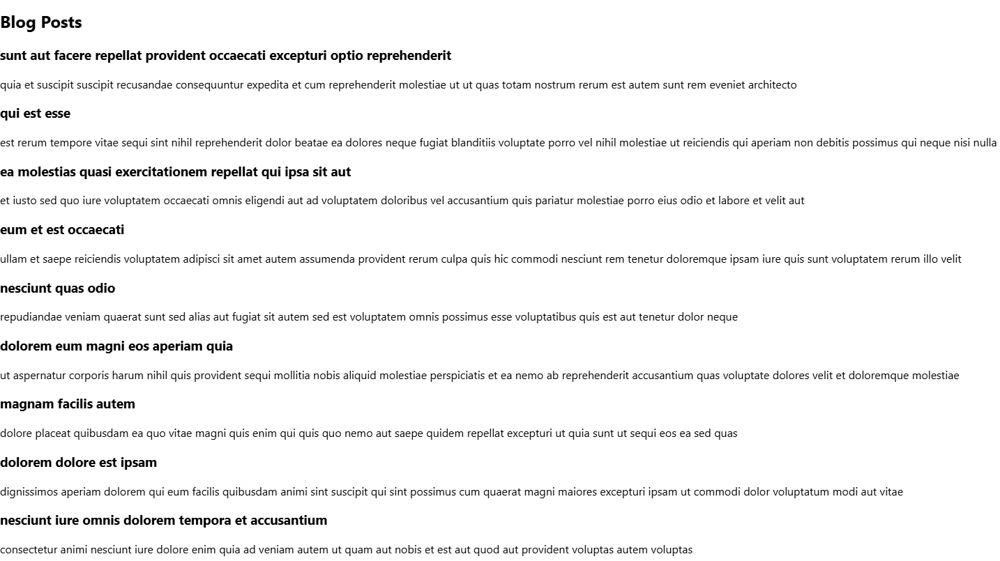 Blog Posts
sunt aut facere repellat provident occaecati excepturi optio reprehenderit
quia et suscipit suscipit recusandae consequuntur expedita et cum reprehenderit molestiae ut ut quas totam nostrum rerum est autem sunt rem eveniet architecto
qui est esse
est rerum tempore vitae sequi sint nihil reprehenderit dolor beatae ea dolores neque fugiat blanditiis voluptate porro vel nihil molestiae ut reiciendis qui aperiam non debitis possimus qui neque nisi nulla
ea molestias quasi exercitationem repellat qui ipsa sit aut
et iusto sed quo iure voluptatem occaecati omnis eligendi aut ad voluptatem doloribus vel accusantium quis pariatur molestiae porro eius odio et labore et velit aut
eum et est occaecati
ullam et saepe reiciendis voluptatem adipisci sit amet autem assumenda provident rerum culpa quis hic commodi nesciunt rem tenetur doloremque ipsam iure quis sunt voluptatem rerum illo velit
nesciunt quas odio
repudiandae veniam quaerat sunt sed alias aut fugiat sit autem sed est voluptatem omnis possimus esse voluptatibus quis est aut tenetur dolor neque
dolorem eum magni eos aperiam quia
ut aspernatur corporis harum nihil quis provident sequi mollitia nobis aliquid molestiae perspiciatis et ea nemo ab reprehenderit accusantium quas voluptate dolores velit et doloremque molestiae
magnam facilis autem
dolore placeat quibusdam ea quo vitae magni quis enim qui quis quo nemo aut saepe quidem repellat excepturi ut quia sunt ut sequi eos ea sed quas
dolorem dolore est ipsam
dignissimos aperiam dolorem qui eum facilis quibusdam animi sint suscipit qui sint possimus cum quaerat magni maiores excepturi ipsam ut commodi dolor voluptatum modi aut vitae
nesciunt iure omnis dolorem tempora et accusantium
consectetur animi nesciunt iure dolore enim quia ad veniam autem ut quam aut nobis et est aut quod aut provident voluptas autem voluptas